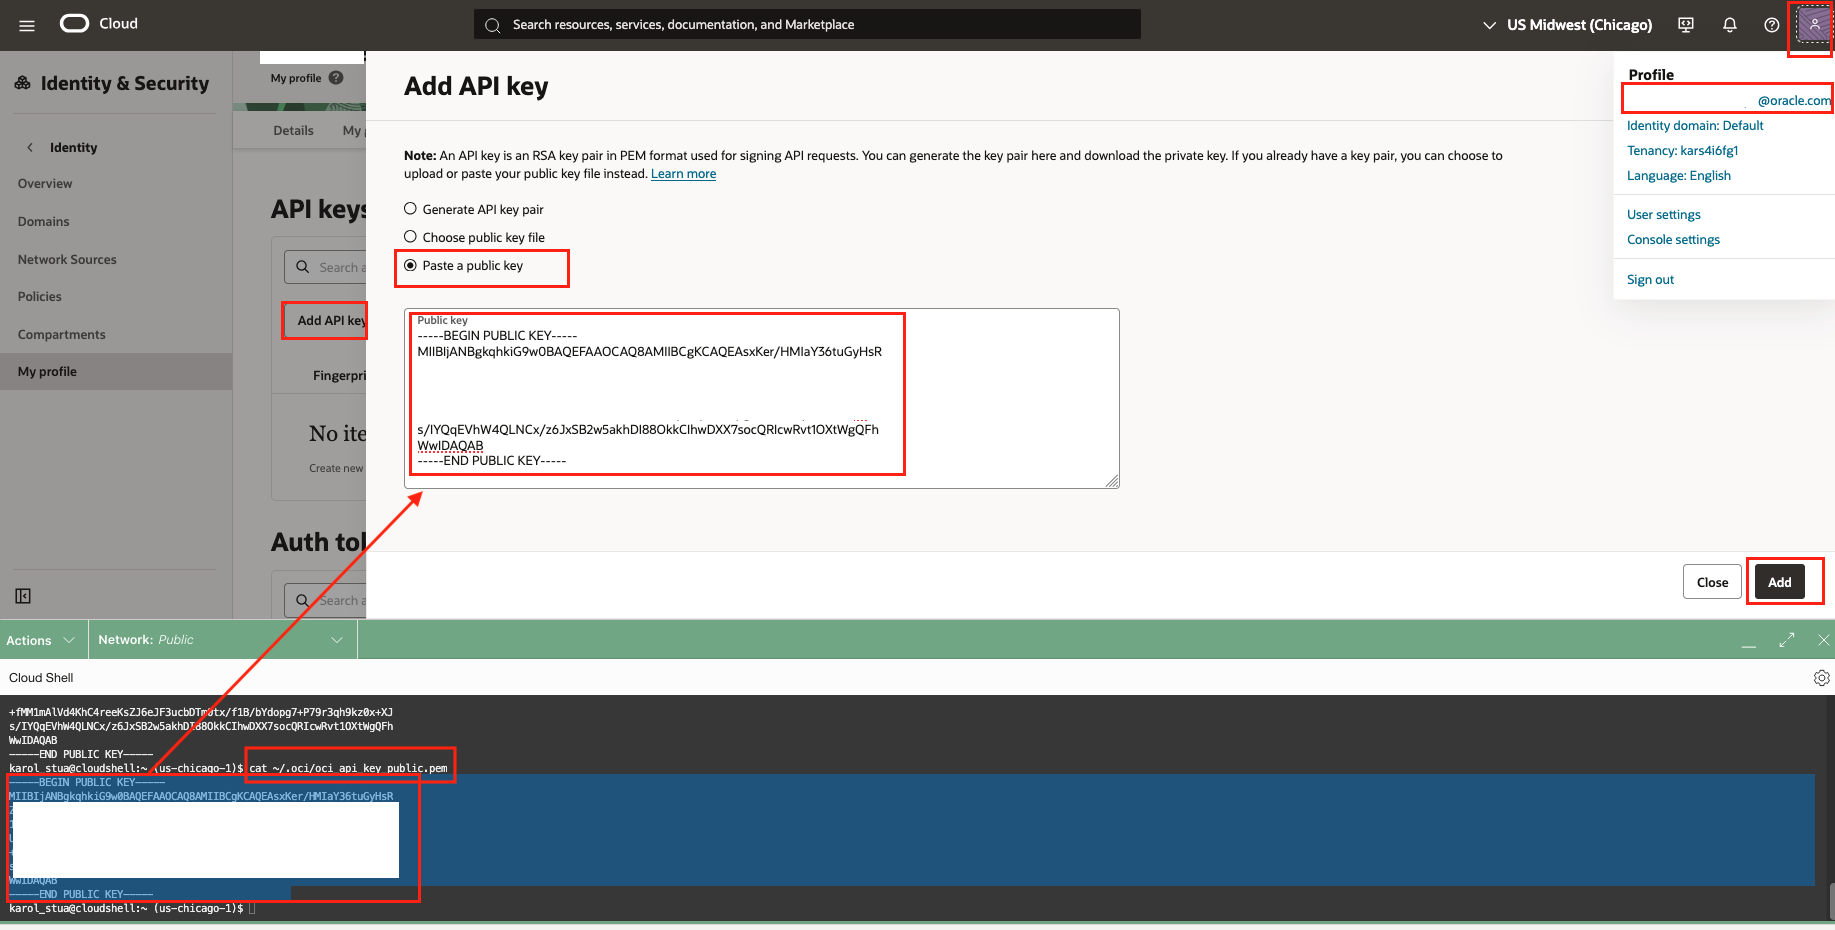 Cloud
Search resources, services, documentation, and Marketplace
US Midwest (Chicago)
Identity & Security
Identity
Overview
Domains
Network Sources
Policies
Compartments
My profile
My profile
Details
My
API keys
Search
Add API key
Fingerpri
No ite
Create new
Auth tok
Search
Add API key
Note: An API key is an RSA key pair in PEM format used for signing API requests. You can generate the key pair here and download the private key. If you already have a key pair, you can choose to
upload or paste your public key file instead. Learn more
Generate API key pair
Choose public key file
Paste a public key
Public key
-----BEGIN PUBLIC KEY-----
MIIBIjANBgkqhkiG9w0BAQEFAAOCAQ8AMIIBCgKCAQEAsxKer/HMIaY36tuGyHsR
s/IYQqEVhW4QLNCx/z6JxSB2w5akhDI88OkkCIhwDXX7socQRIcwRvt1OXtWgQFh
WwIDAQAB
-----END PUBLIC KEY-----
Close
Add
Profile
@oracle.com
Identity domain: Default
Tenancy: kars4i6fg1
Language: English
User settings
Console settings
Sign out
Actions
Network: Public
Cloud Shell
s/IYQqEVhW4QLNCx/z6JxSB2w5akhDI88OkkCIhwDXX7socQRIcwRvt1OXtWgQFh
WwIDAQAB
-----END PUBLIC KEY-----
karol_stua@cloudshell:~ (us-chicago-1)$ cat ~/.oci/oci_api_key_public.pem
-----BEGIN PUBLIC KEY-----
MIIBIjANBgkqhkiG9w0BAQEFAAOCAQ8AMIIBCgKCAQEAsxKer/HMIaY36tuGyHsR
WwIDAQAB
-----END PUBLIC KEY-----
karol_stua@cloudshell:~ (us-chicago-1)$